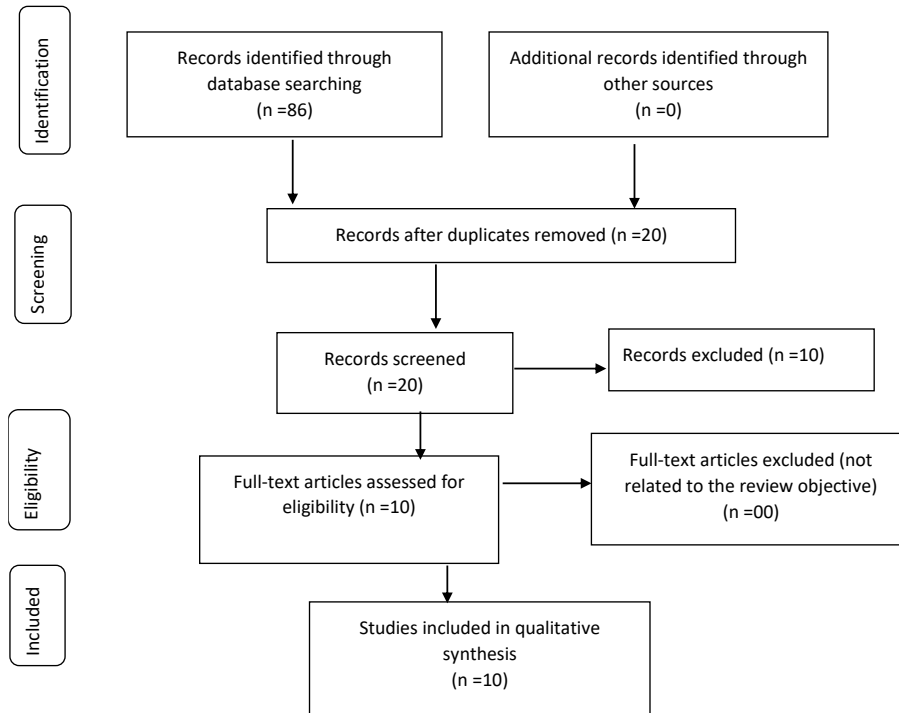 Identification
Records identified through
database searching
(n =86)
Additional records identified through
other sources
(n =0)
Screening
Records after duplicates removed (n =20)
Records screened
(n =20)
Records excluded (n =10)
Eligibility
Full-text articles assessed for
eligibility (n =10)
Full-text articles excluded (not
related to the review objective)
(n =00)
Included
Studies included in qualitative
synthesis
(n =10)